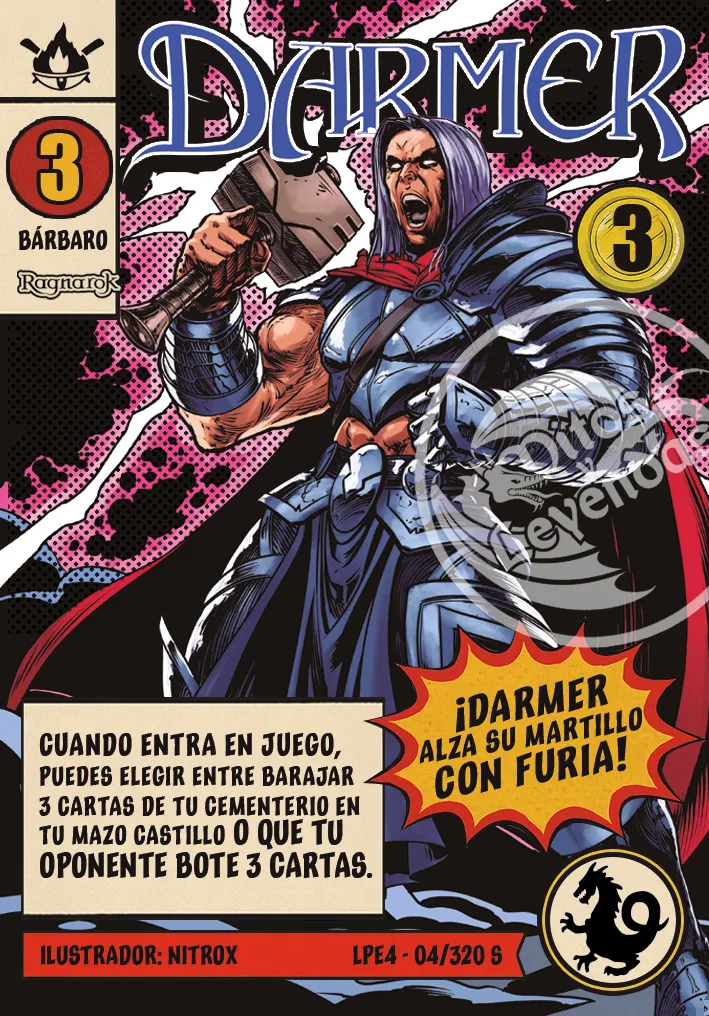 DARMER
3
BÁRBARO
Ragnarok
3
Mitos
y
Leyendas
¡DARMER
ALZA SU MARTILLO
CON FURIA!
CUANDO ENTRA EN JUEGO,
PUEDES ELEGIR ENTRE BARAJAR
3 CARTAS DE TU CEMENTERIO EN
TU MAZO CASTILLO O QUE TU
OPONENTE BOTE 3 CARTAS.
ILUSTRADOR: NITROX LPE4 - 04/320 S